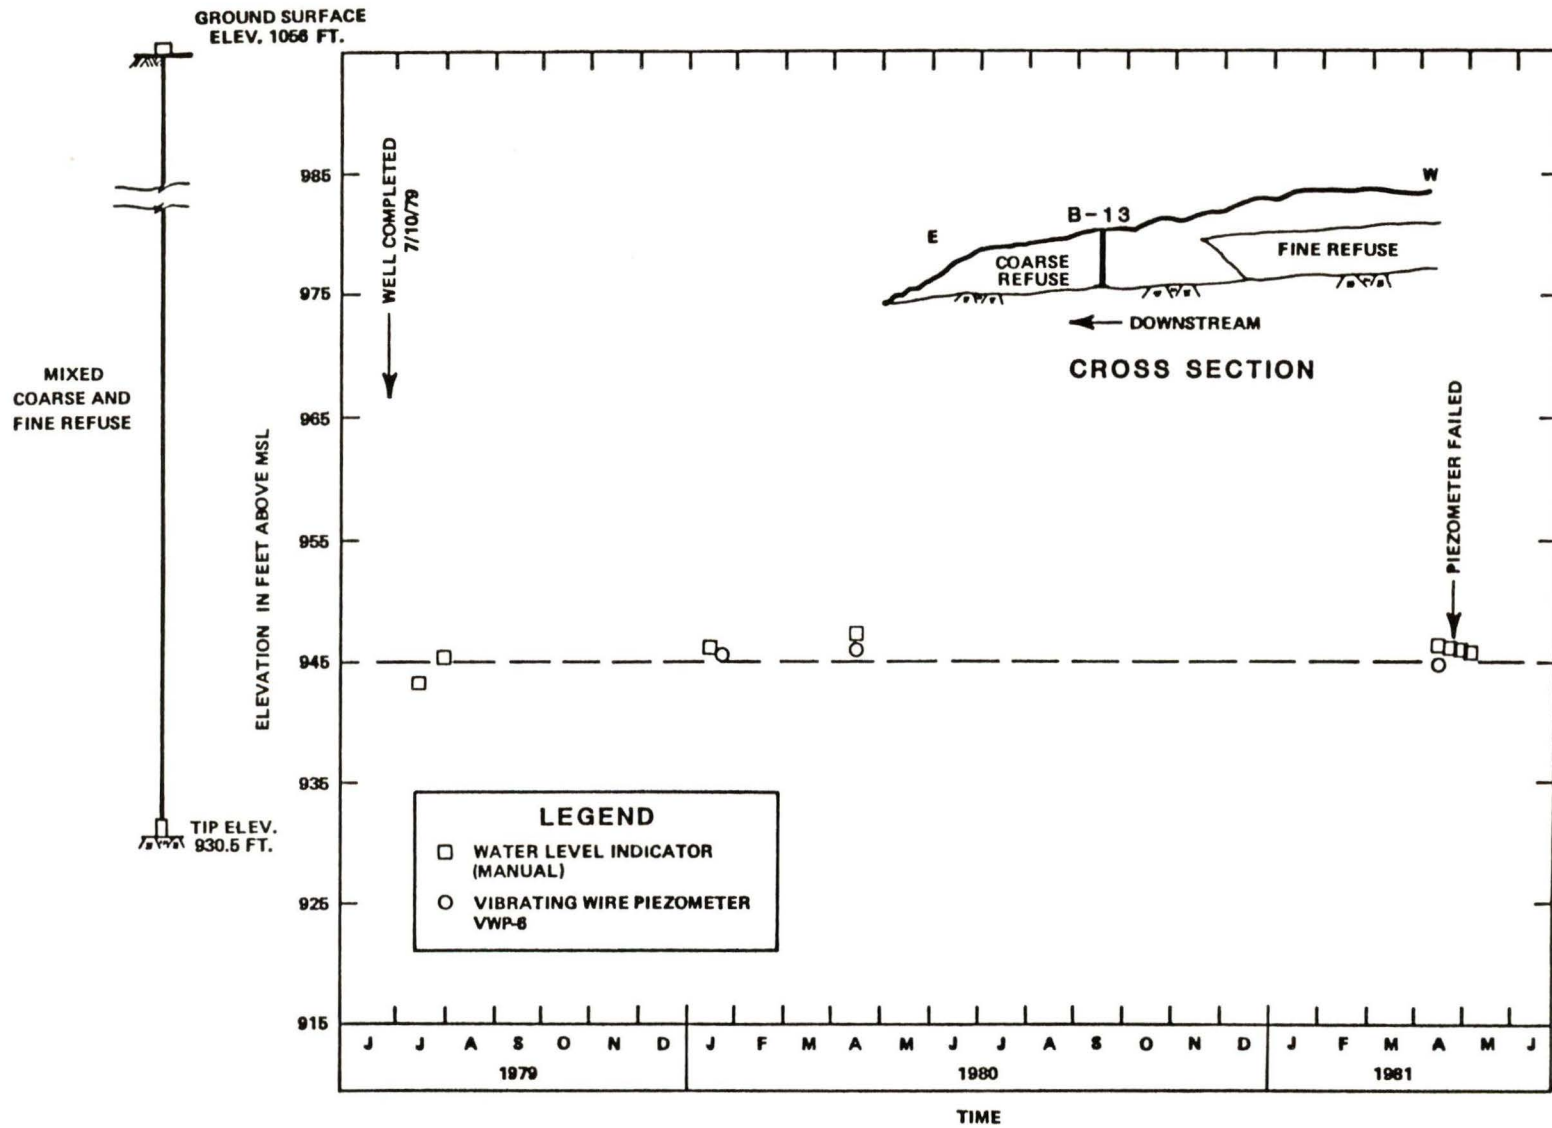 GROUND SURFACE
ELEV. 1056 FT.
MIXED
COARSE AND
FINE REFUSE
TIP ELEV.
930.5 FT.
ELEVATION IN FEET ABOVE MSL
985
975
965
955
945
935
925
915
WELL COMPLETED
7/10/79
B-13
E
W
COARSE
REFUSE
FINE REFUSE
DOWNSTREAM
CROSS SECTION
PIEZOMETER FAILED
LEGEND
WATER LEVEL INDICATOR
(MANUAL)
VIBRATING WIRE PIEZOMETER
VWP-6
J J A S O N D J F M A M J J A S O N D J F M A M J
1979 1980 1981
TIME